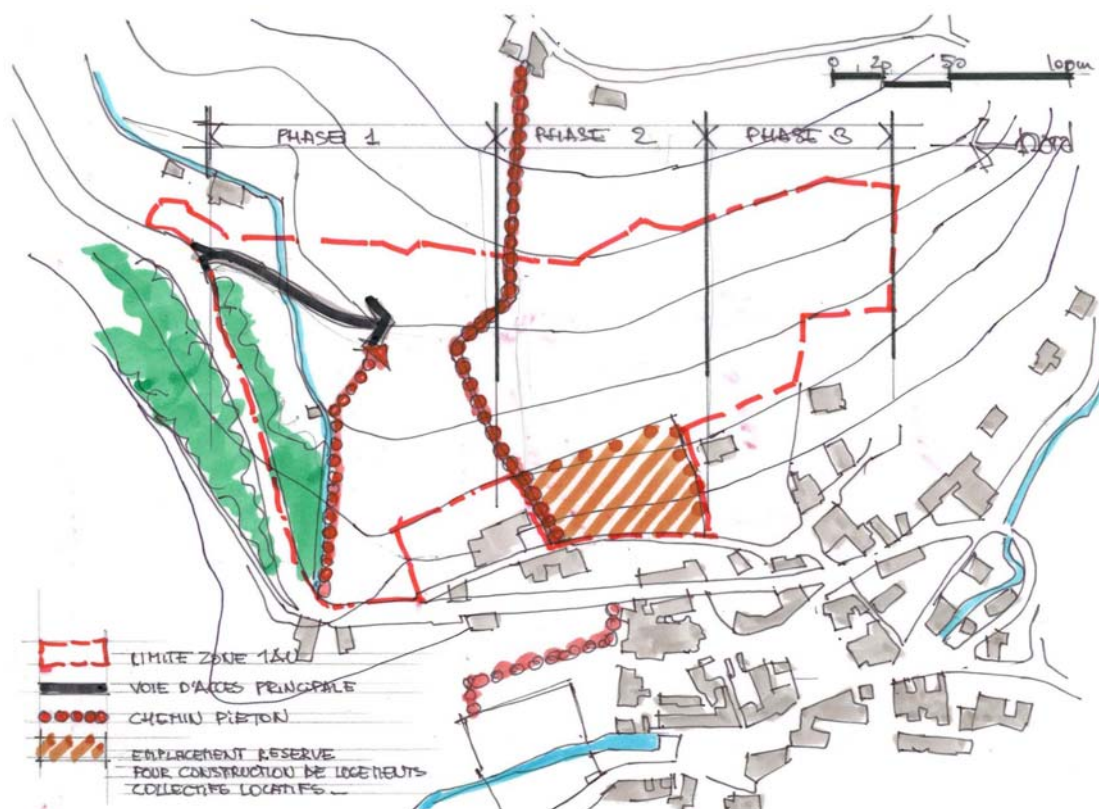 0 20 50 100m
PHASE 1 PHASE 2 PHASE 3
Nord
LIMITE ZONE 1AU
VOIE D'ACCES PRINCIPALE
CHEMIN PIETON
EMPLACEMENT RESERVE
POUR CONSTRUCTION DE LOGEMENTS
COLLECTIFS LOCATIFS_